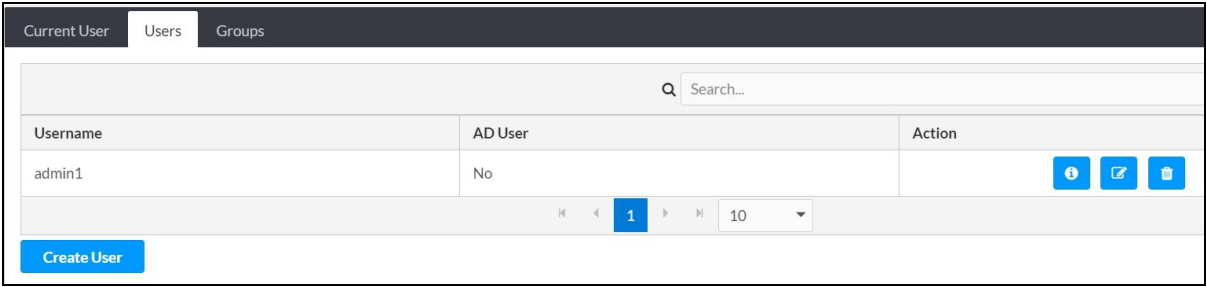 Current User Users Groups
Search...
Username AD User Action
admin1 No
1 10
Create User